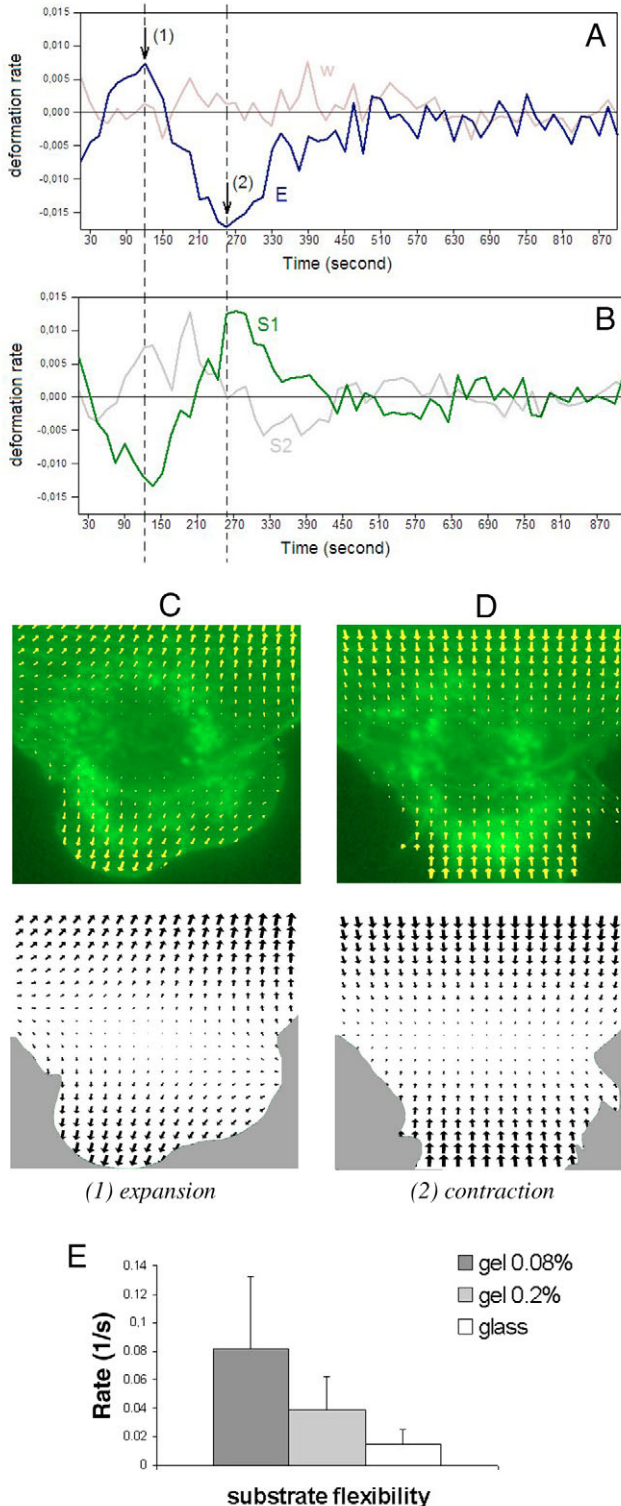 A
0,015
0,010
0,005
0,000
-0,005
-0,010
-0,015
deformation rate
(1)
W
(2)
E
30 90 150 210 270 330 390 450 510 570 630 690 750 810 870
Time (second)
B
0,015
0,010
0,005
0,000
-0,005
-0,010
-0,015
deformation rate
S1
S2
30 90 150 210 270 330 390 450 510 570 630 690 750 810 870
Time (second)
C
D
(1) expansion
(2) contraction
E
0.14
0.12
0.1
0.08
0.06
0.04
0.02
0
Rate (1/s)
gel 0.08%
gel 0.2%
glass
substrate flexibility